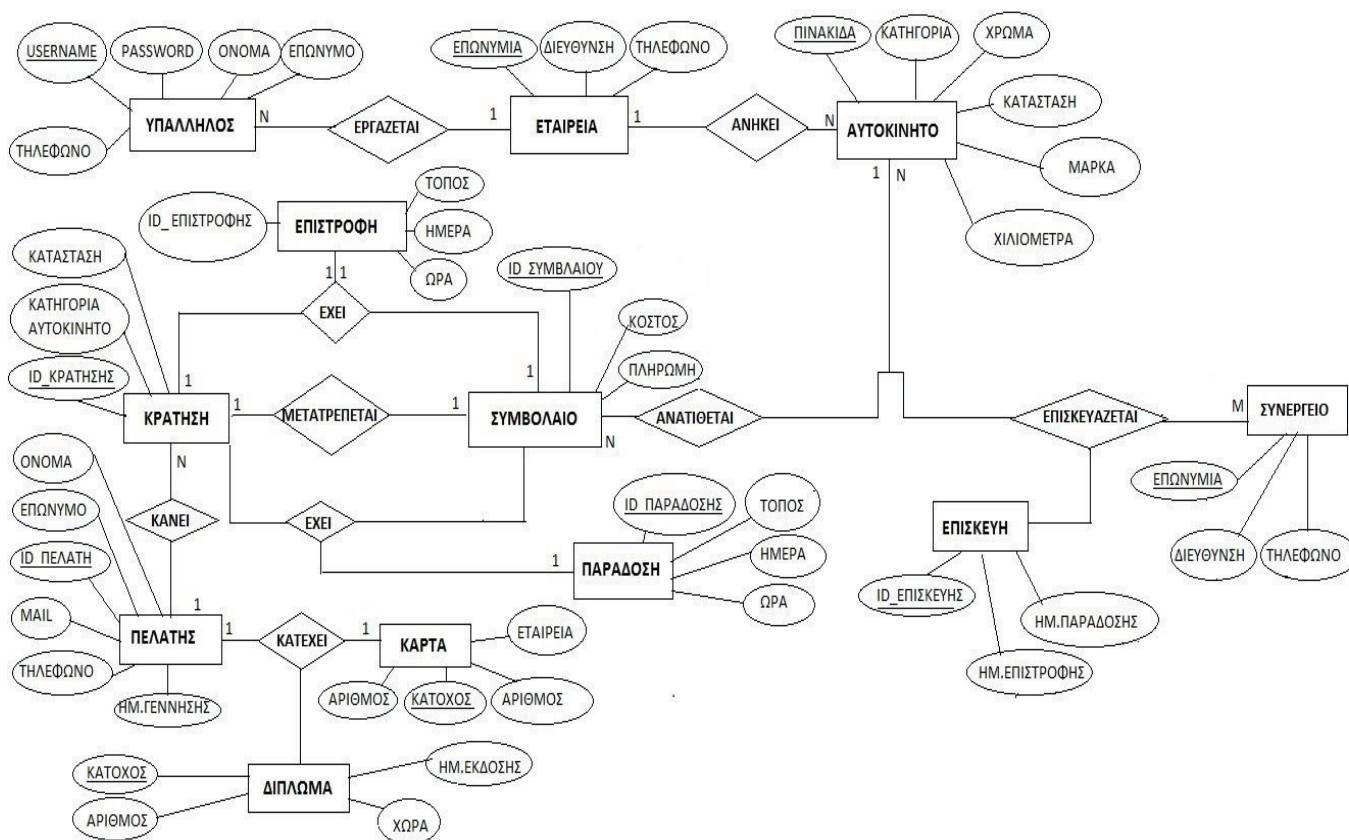 USERNAME
PASSWORD
ΟΝΟΜΑ
ΕΠΩΝΥΜΟ
ΤΗΛΕΦΩΝΟ
ΥΠΑΛΛΗΛΟΣ
N
ΕΡΓΑΖΕΤΑΙ
1
ΕΠΩΝΥΜΙΑ
ΔΙΕΥΘΥΝΣΗ
ΤΗΛΕΦΩΝΟ
ΕΤΑΙΡΕΙΑ
1
ΑΝΗΚΕΙ
N
ΠΙΝΑΚΙΔΑ
ΚΑΤΗΓΟΡΙΑ
ΧΡΩΜΑ
ΚΑΤΑΣΤΑΣΗ
ΜΑΡΚΑ
ΧΙΛΙΟΜΕΤΡΑ
ΑΥΤΟΚΙΝΗΤΟ
1 N
ID_ΕΠΙΣΤΡΟΦΗΣ
ΕΠΙΣΤΡΟΦΗ
ΤΟΠΟΣ
ΗΜΕΡΑ
ΩΡΑ
1 1
ΕΧΕΙ
ΚΑΤΑΣΤΑΣΗ
ΚΑΤΗΓΟΡΙΑ
ΑΥΤΟΚΙΝΗΤΟ
ID_ΚΡΑΤΗΣΗΣ
1
ΚΡΑΤΗΣΗ
1
ΜΕΤΑΤΡΕΠΕΤΑΙ
1
1
ID_ΣΥΜΒΛΑΙΟΥ
ΚΟΣΤΟΣ
ΠΛΗΡΩΜΗ
ΣΥΜΒΟΛΑΙΟ
N
ΑΝΑΤΙΘΕΤΑΙ
ΕΠΙΣΚΕΥΑΖΕΤΑΙ
M
ΣΥΝΕΡΓΕΙΟ
ΕΠΩΝΥΜΙΑ
ΔΙΕΥΘΥΝΣΗ
ΤΗΛΕΦΩΝΟ
N
ΚΑΝΕΙ
ΕΧΕΙ
ID_ΠΑΡΑΔΟΣΗΣ
ΤΟΠΟΣ
ΗΜΕΡΑ
ΩΡΑ
1
ΠΑΡΑΔΟΣΗ
ΕΠΙΣΚΕΥΗ
ID_ΕΠΙΣΚΕΥΗΣ
ΗΜ.ΠΑΡΑΔΟΣΗΣ
ΗΜ.ΕΠΙΣΤΡΟΦΗΣ
ΟΝΟΜΑ
ΕΠΩΝΥΜΟ
ID_ΠΕΛΑΤΗ
MAIL
ΤΗΛΕΦΩΝΟ
ΗΜ.ΓΕΝΝΗΣΗΣ
1
ΠΕΛΑΤΗΣ
1
ΚΑΤΕΧΕΙ
1
ΚΑΡΤΑ
ΕΤΑΙΡΕΙΑ
ΑΡΙΘΜΟΣ
ΚΑΤΟΧΟΣ
ΑΡΙΘΜΟΣ
ΚΑΤΟΧΟΣ
ΑΡΙΘΜΟΣ
ΔΙΠΛΩΜΑ
ΗΜ.ΕΚΔΟΣΗΣ
ΧΩΡΑ